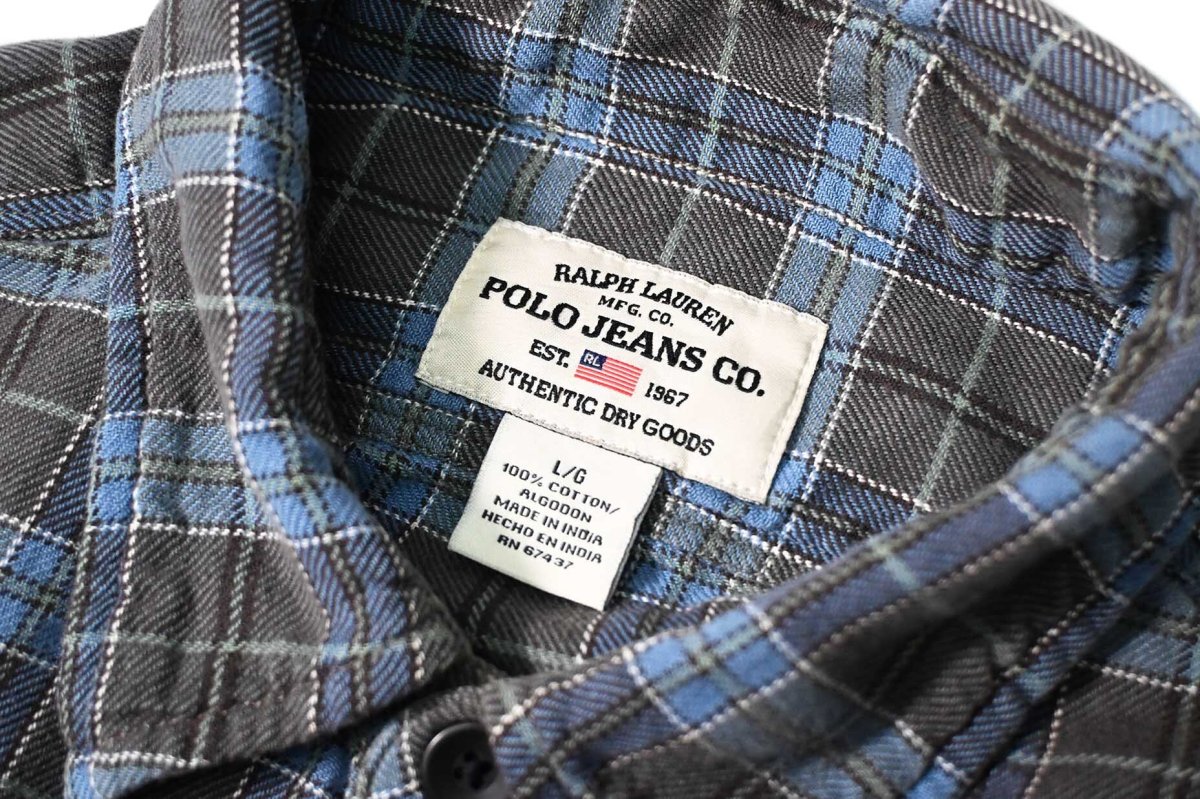 RALPH LAUREN
MFG. CO.
POLO JEANS CO.
EST. RL 1967
AUTHENTIC DRY GOODS
L/G
100% COTTON/
ALGODON
MADE IN INDIA
HECHO EN INDIA
RN 67437